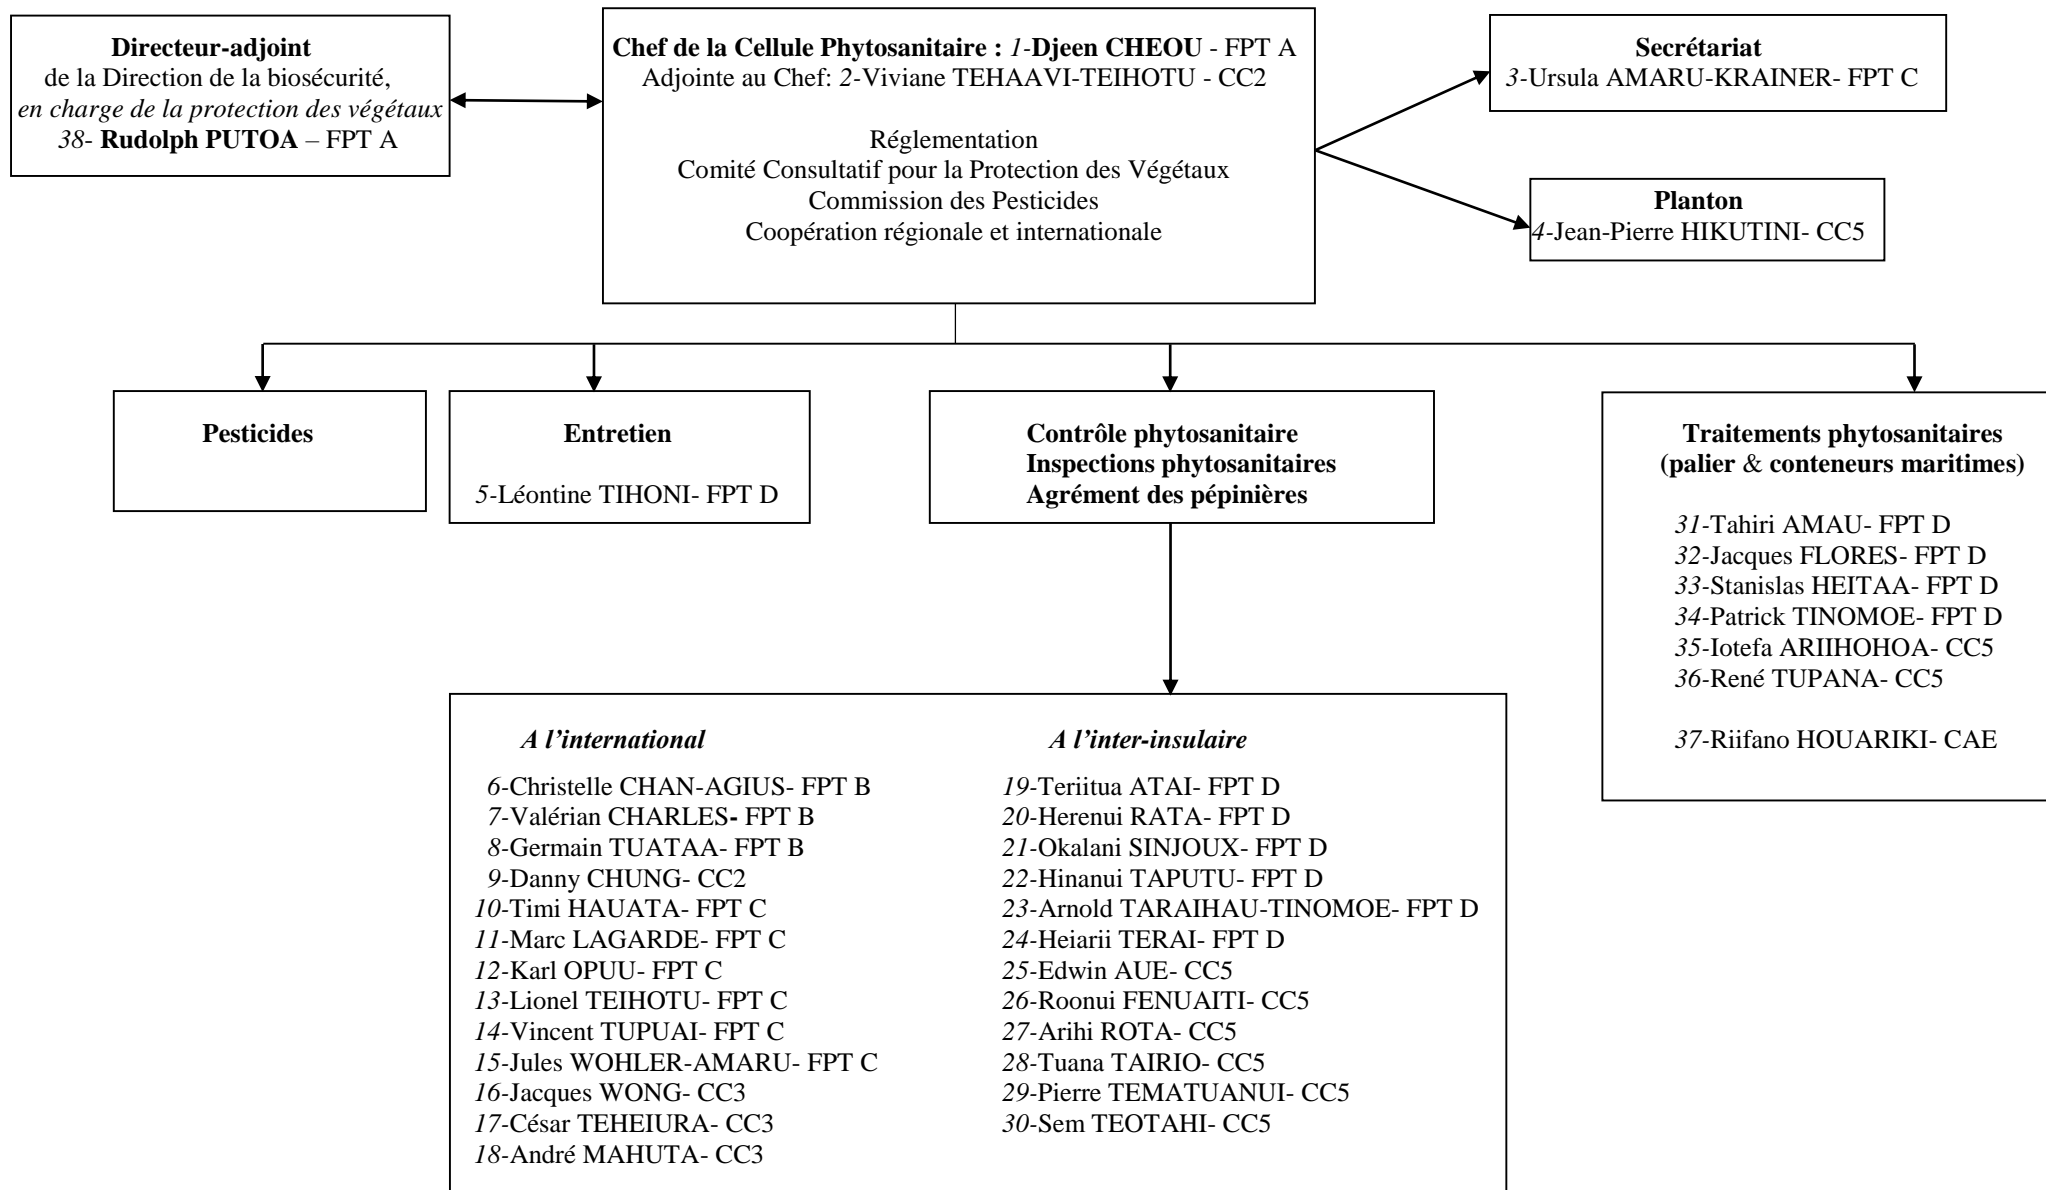 Directeur-adjoint
de la Direction de la biosécurité,
en charge de la protection des végétaux
38- Rudolph PUTOA – FPT A
Chef de la Cellule Phytosanitaire : 1-Djeen CHEOU - FPT A
Adjointe au Chef: 2-Viviane TEHAAVI-TEIHOTU - CC2
Réglementation
Comité Consultatif pour la Protection des Végétaux
Commission des Pesticides
Coopération régionale et internationale
Secrétariat
3-Ursula AMARU-KRAINER- FPT C
Planton
4-Jean-Pierre HIKUTINI- CC5
Pesticides
Entretien
5-Léontine TIHONI- FPT D
Contrôle phytosanitaire
Inspections phytosanitaires
Agrément des pépinières
Traitements phytosanitaires
(palier & conteneurs maritimes)
31-Tahiri AMAU- FPT D
32-Jacques FLORES- FPT D
33-Stanislas HEITAA- FPT D
34-Patrick TINOMOE- FPT D
35-Iotefa ARIIHOHOA- CC5
36-René TUPANA- CC5
37-Riifano HOUARIKI- CAE
A l’international
6-Christelle CHAN-AGIUS- FPT B
7-Valérian CHARLES- FPT B
8-Germain TUATAA- FPT B
9-Danny CHUNG- CC2
10-Timi HAUATA- FPT C
11-Marc LAGARDE- FPT C
12-Karl OPUU- FPT C
13-Lionel TEIHOTU- FPT C
14-Vincent TUPUAI- FPT C
15-Jules WOHLER-AMARU- FPT C
16-Jacques WONG- CC3
17-César TEHEIURA- CC3
18-André MAHUTA- CC3
A l’inter-insulaire
19-Teriitua ATAI- FPT D
20-Herenui RATA- FPT D
21-Okalani SINJOUX- FPT D
22-Hinanui TAPUTU- FPT D
23-Arnold TARAIHAU-TINOMOE- FPT D
24-Heiarii TERAI- FPT D
25-Edwin AUE- CC5
26-Roonui FENUAITI- CC5
27-Arihi ROTA- CC5
28-Tuana TAIRIO- CC5
29-Pierre TEMATUANUI- CC5
30-Sem TEOTAHI- CC5